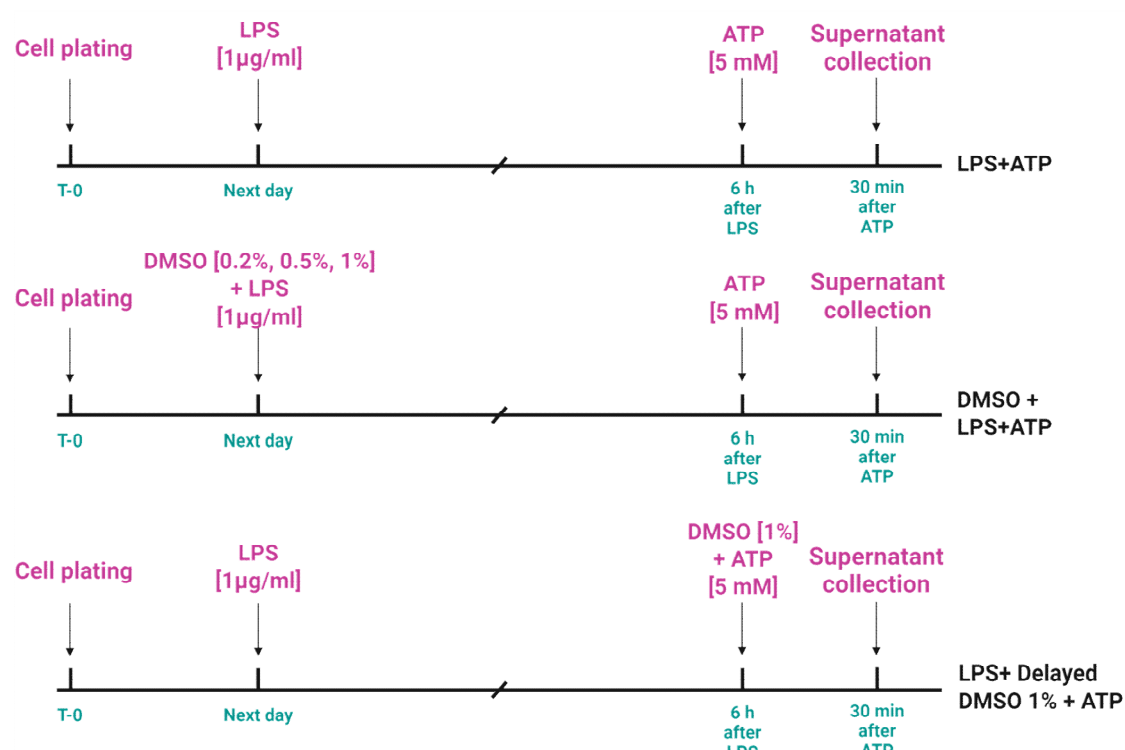 Cell plating
LPS
[1µg/ml]
ATP
[5 mM]
Supernatant
collection
LPS+ATP
T-0
Next day
6 h
after
LPS
30 min
after
ATP
Cell plating
DMSO [0.2%, 0.5%, 1%]
+ LPS
[1µg/ml]
ATP
[5 mM]
Supernatant
collection
DMSO +
LPS+ATP
T-0
Next day
6 h
after
LPS
30 min
after
ATP
Cell plating
LPS
[1µg/ml]
DMSO [1%]
+ ATP
[5 mM]
Supernatant
collection
LPS+ Delayed
DMSO 1% + ATP
T-0
Next day
6 h
after
LPS
30 min
after
ATP